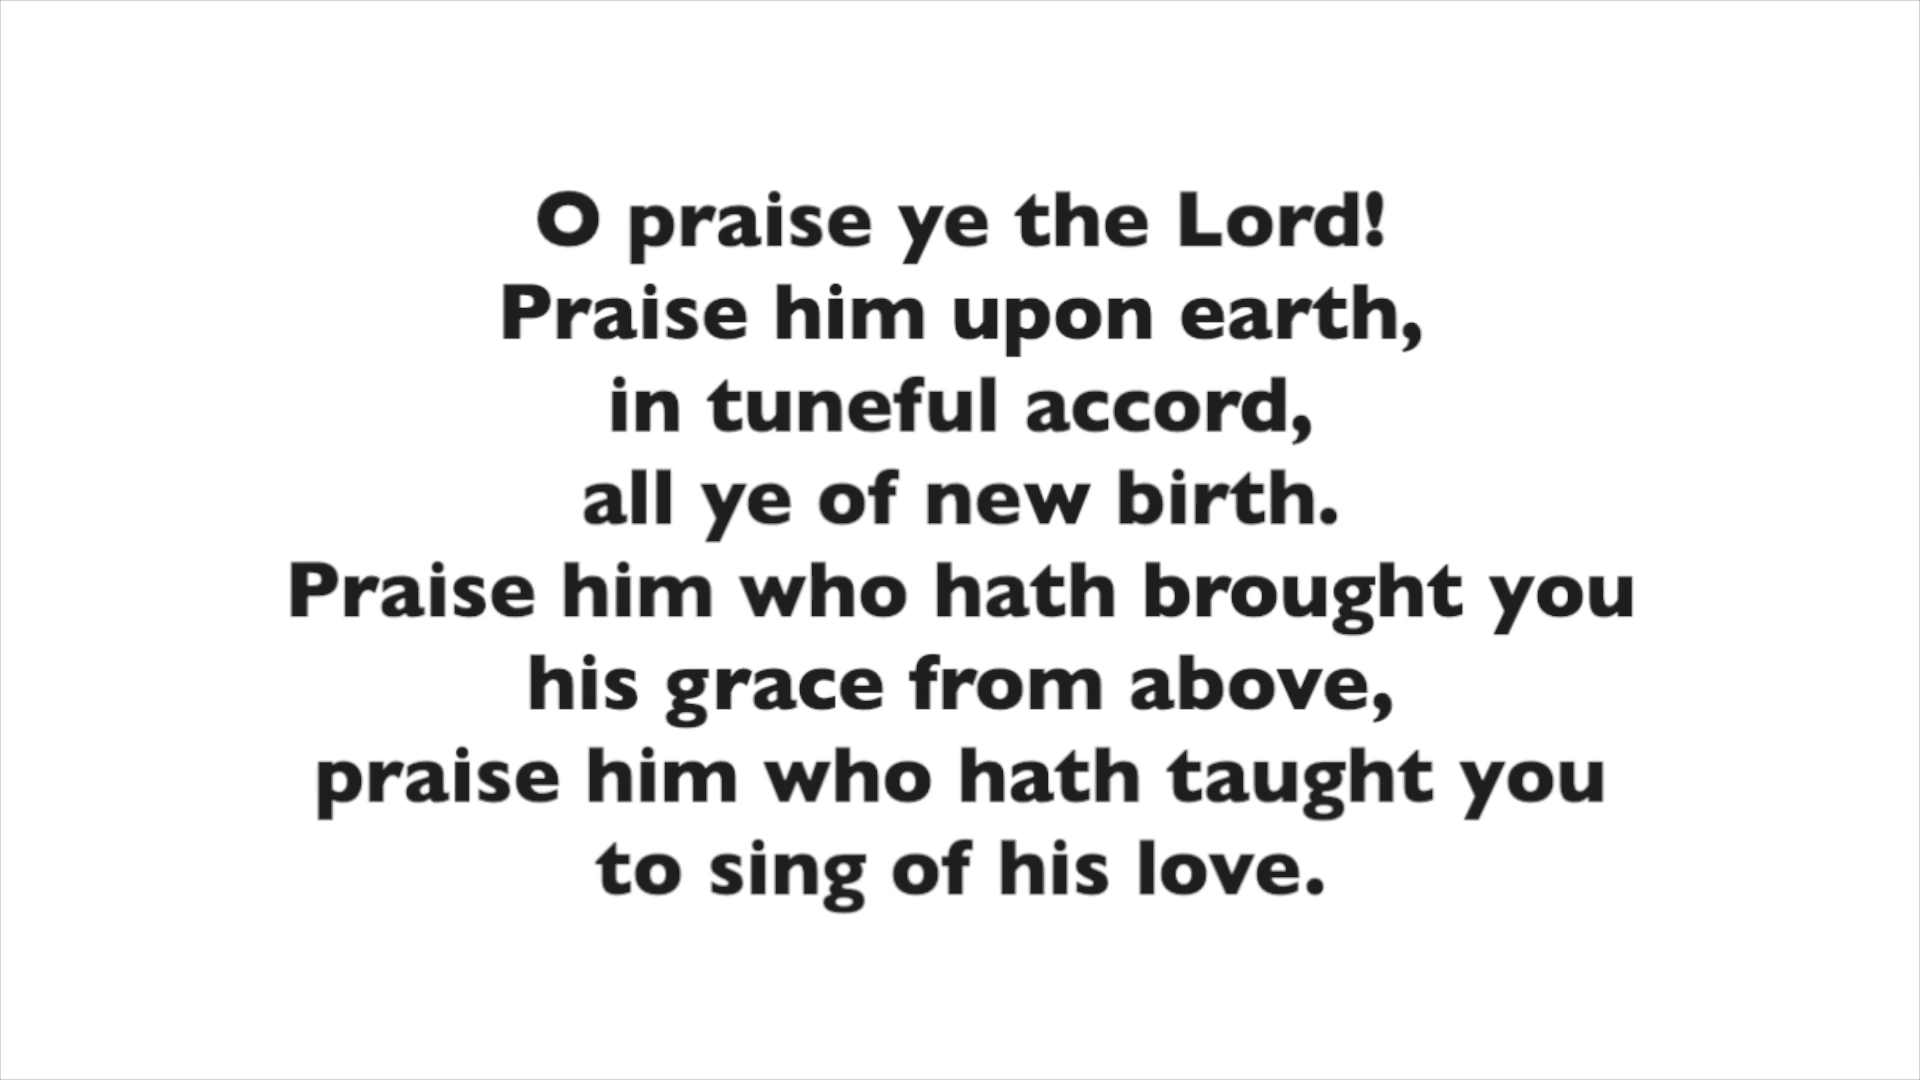 O praise ye the Lord!
Praise him upon earth,
in tuneful accord,
all ye of new birth.
Praise him who hath brought you
his grace from above,
praise him who hath taught you
to sing of his love.